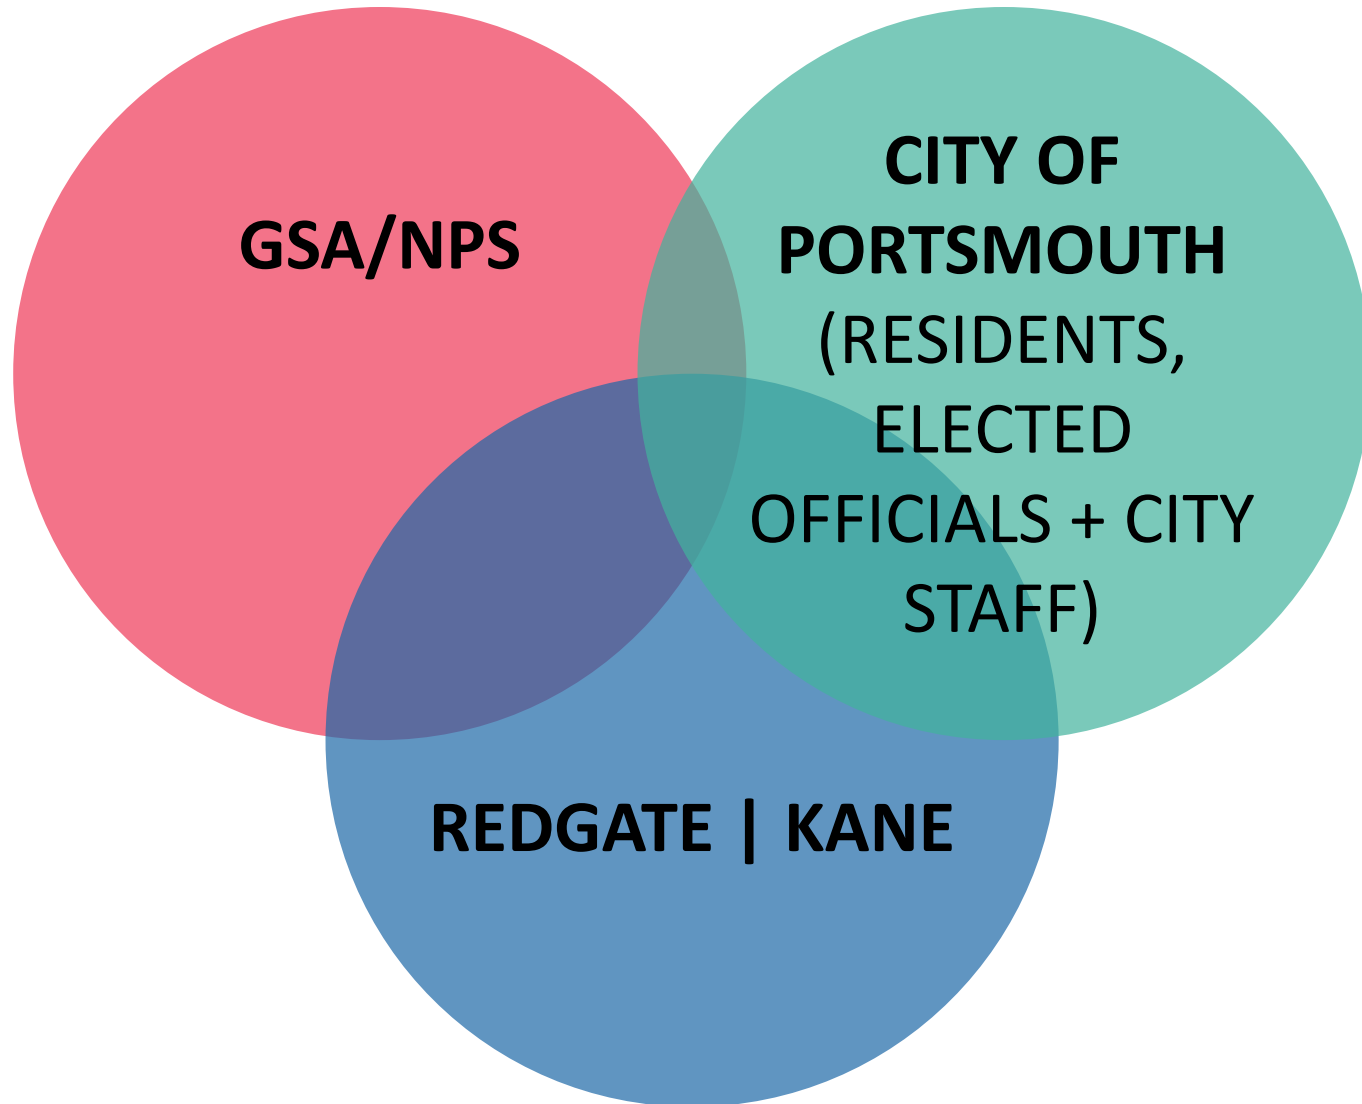 GSA/NPS
CITY OF
PORTSMOUTH
(RESIDENTS,
ELECTED
OFFICIALS + CITY
STAFF)
REDGATE | KANE